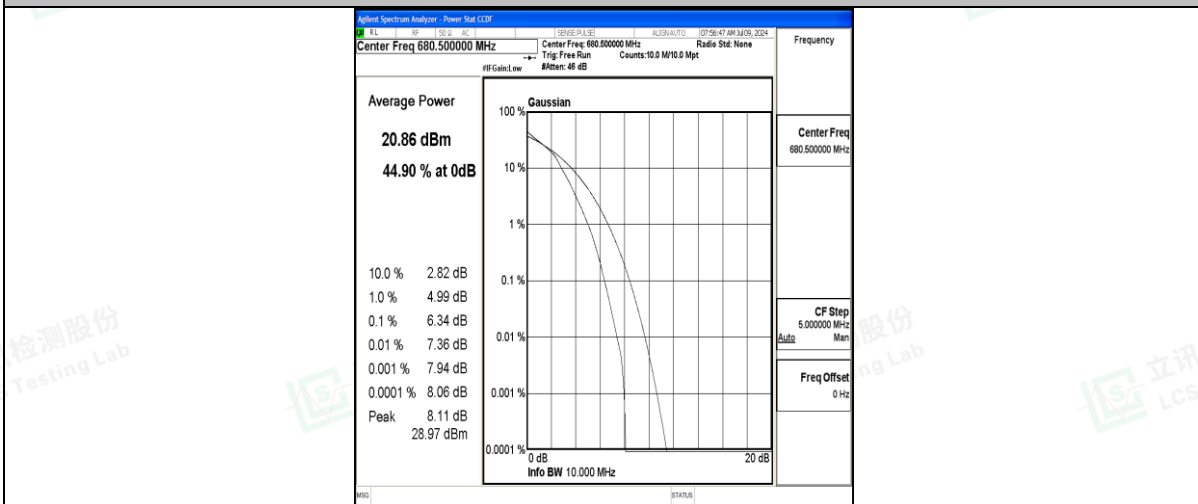 Agilent Spectrum Analyzer - Power Stat CCDF
RL RF 50 Ω AC SENSE:PULSE ALIGN AUTO 07:56:47 AM Jul 09, 2024
Center Freq 680.500000 MHz
Center Freq: 680.500000 MHz Radio Std: None
Trig: Free Run Counts:10.0 M/10.0 Mpt
#IFGain:Low #Atten: 46 dB
Frequency
Average Power
20.86 dBm
44.90 % at 0dB
10.0 % 2.82 dB
1.0 % 4.99 dB
0.1 % 6.34 dB
0.01 % 7.36 dB
0.001 % 7.94 dB
0.0001 % 8.06 dB
Peak 8.11 dB
28.97 dBm
Gaussian
100 %
10 %
1 %
0.1 %
0.01 %
0.001 %
0.0001 %
0 dB 20 dB
Info BW 10.000 MHz
Center Freq
680.500000 MHz
CF Step
5.000000 MHz
Auto Man
Freq Offset
0 Hz
MSG STATUS
检测股份
Testing Lab
股份
ng Lab
立讯
LCS